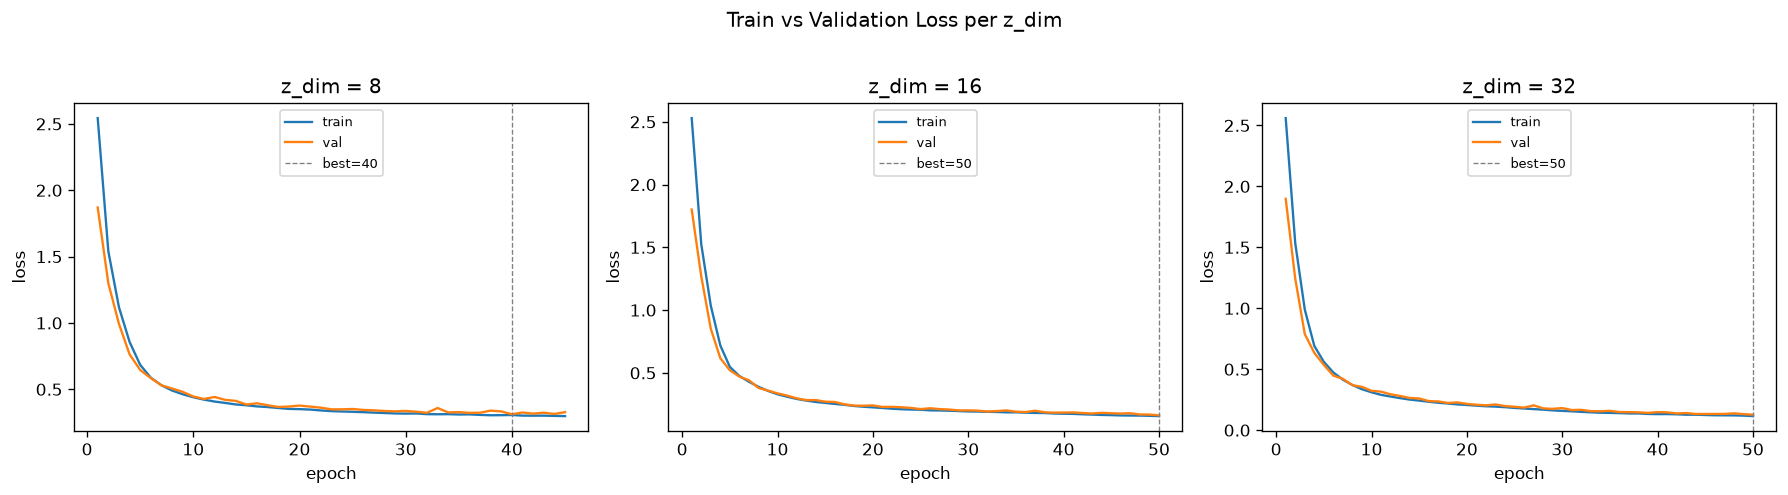 Train vs Validation Loss per z_dim
z_dim = 8
2.5
2.0
1.5
1.0
0.5
loss
train
val
best=40
0 10 20 30 40
epoch
z_dim = 16
2.5
2.0
1.5
1.0
0.5
loss
train
val
best=50
0 10 20 30 40 50
epoch
z_dim = 32
2.5
2.0
1.5
1.0
0.5
0.0
loss
train
val
best=50
0 10 20 30 40 50
epoch